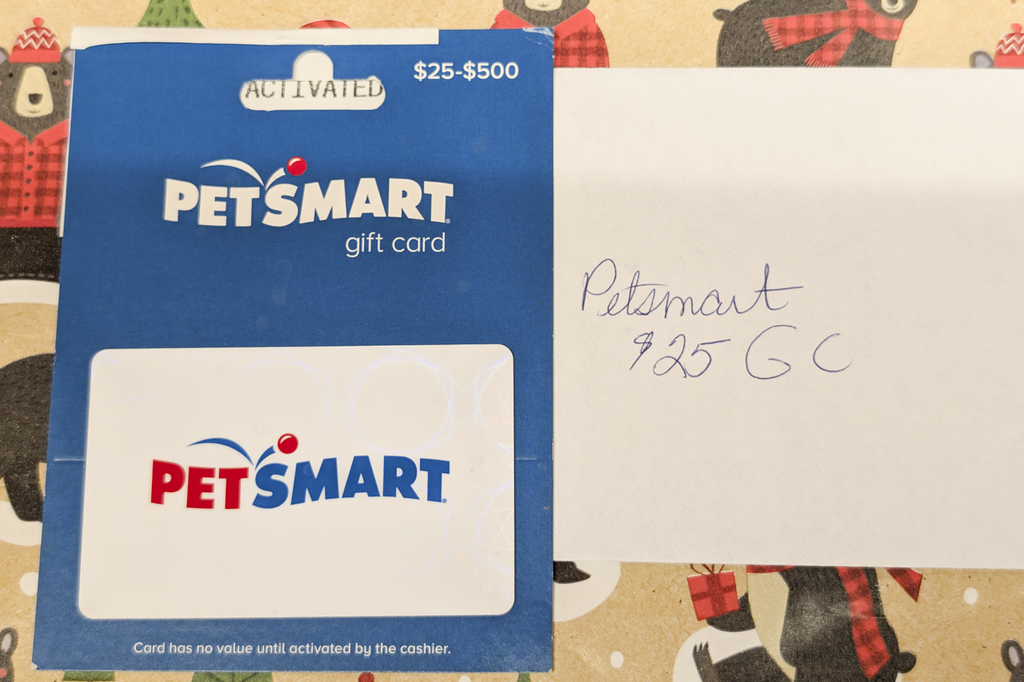 ACTIVATED
$25-$500
PETSMART
gift card
PETSMART
Card has no value until activated by the cashier.
Petsmart
$25 GC